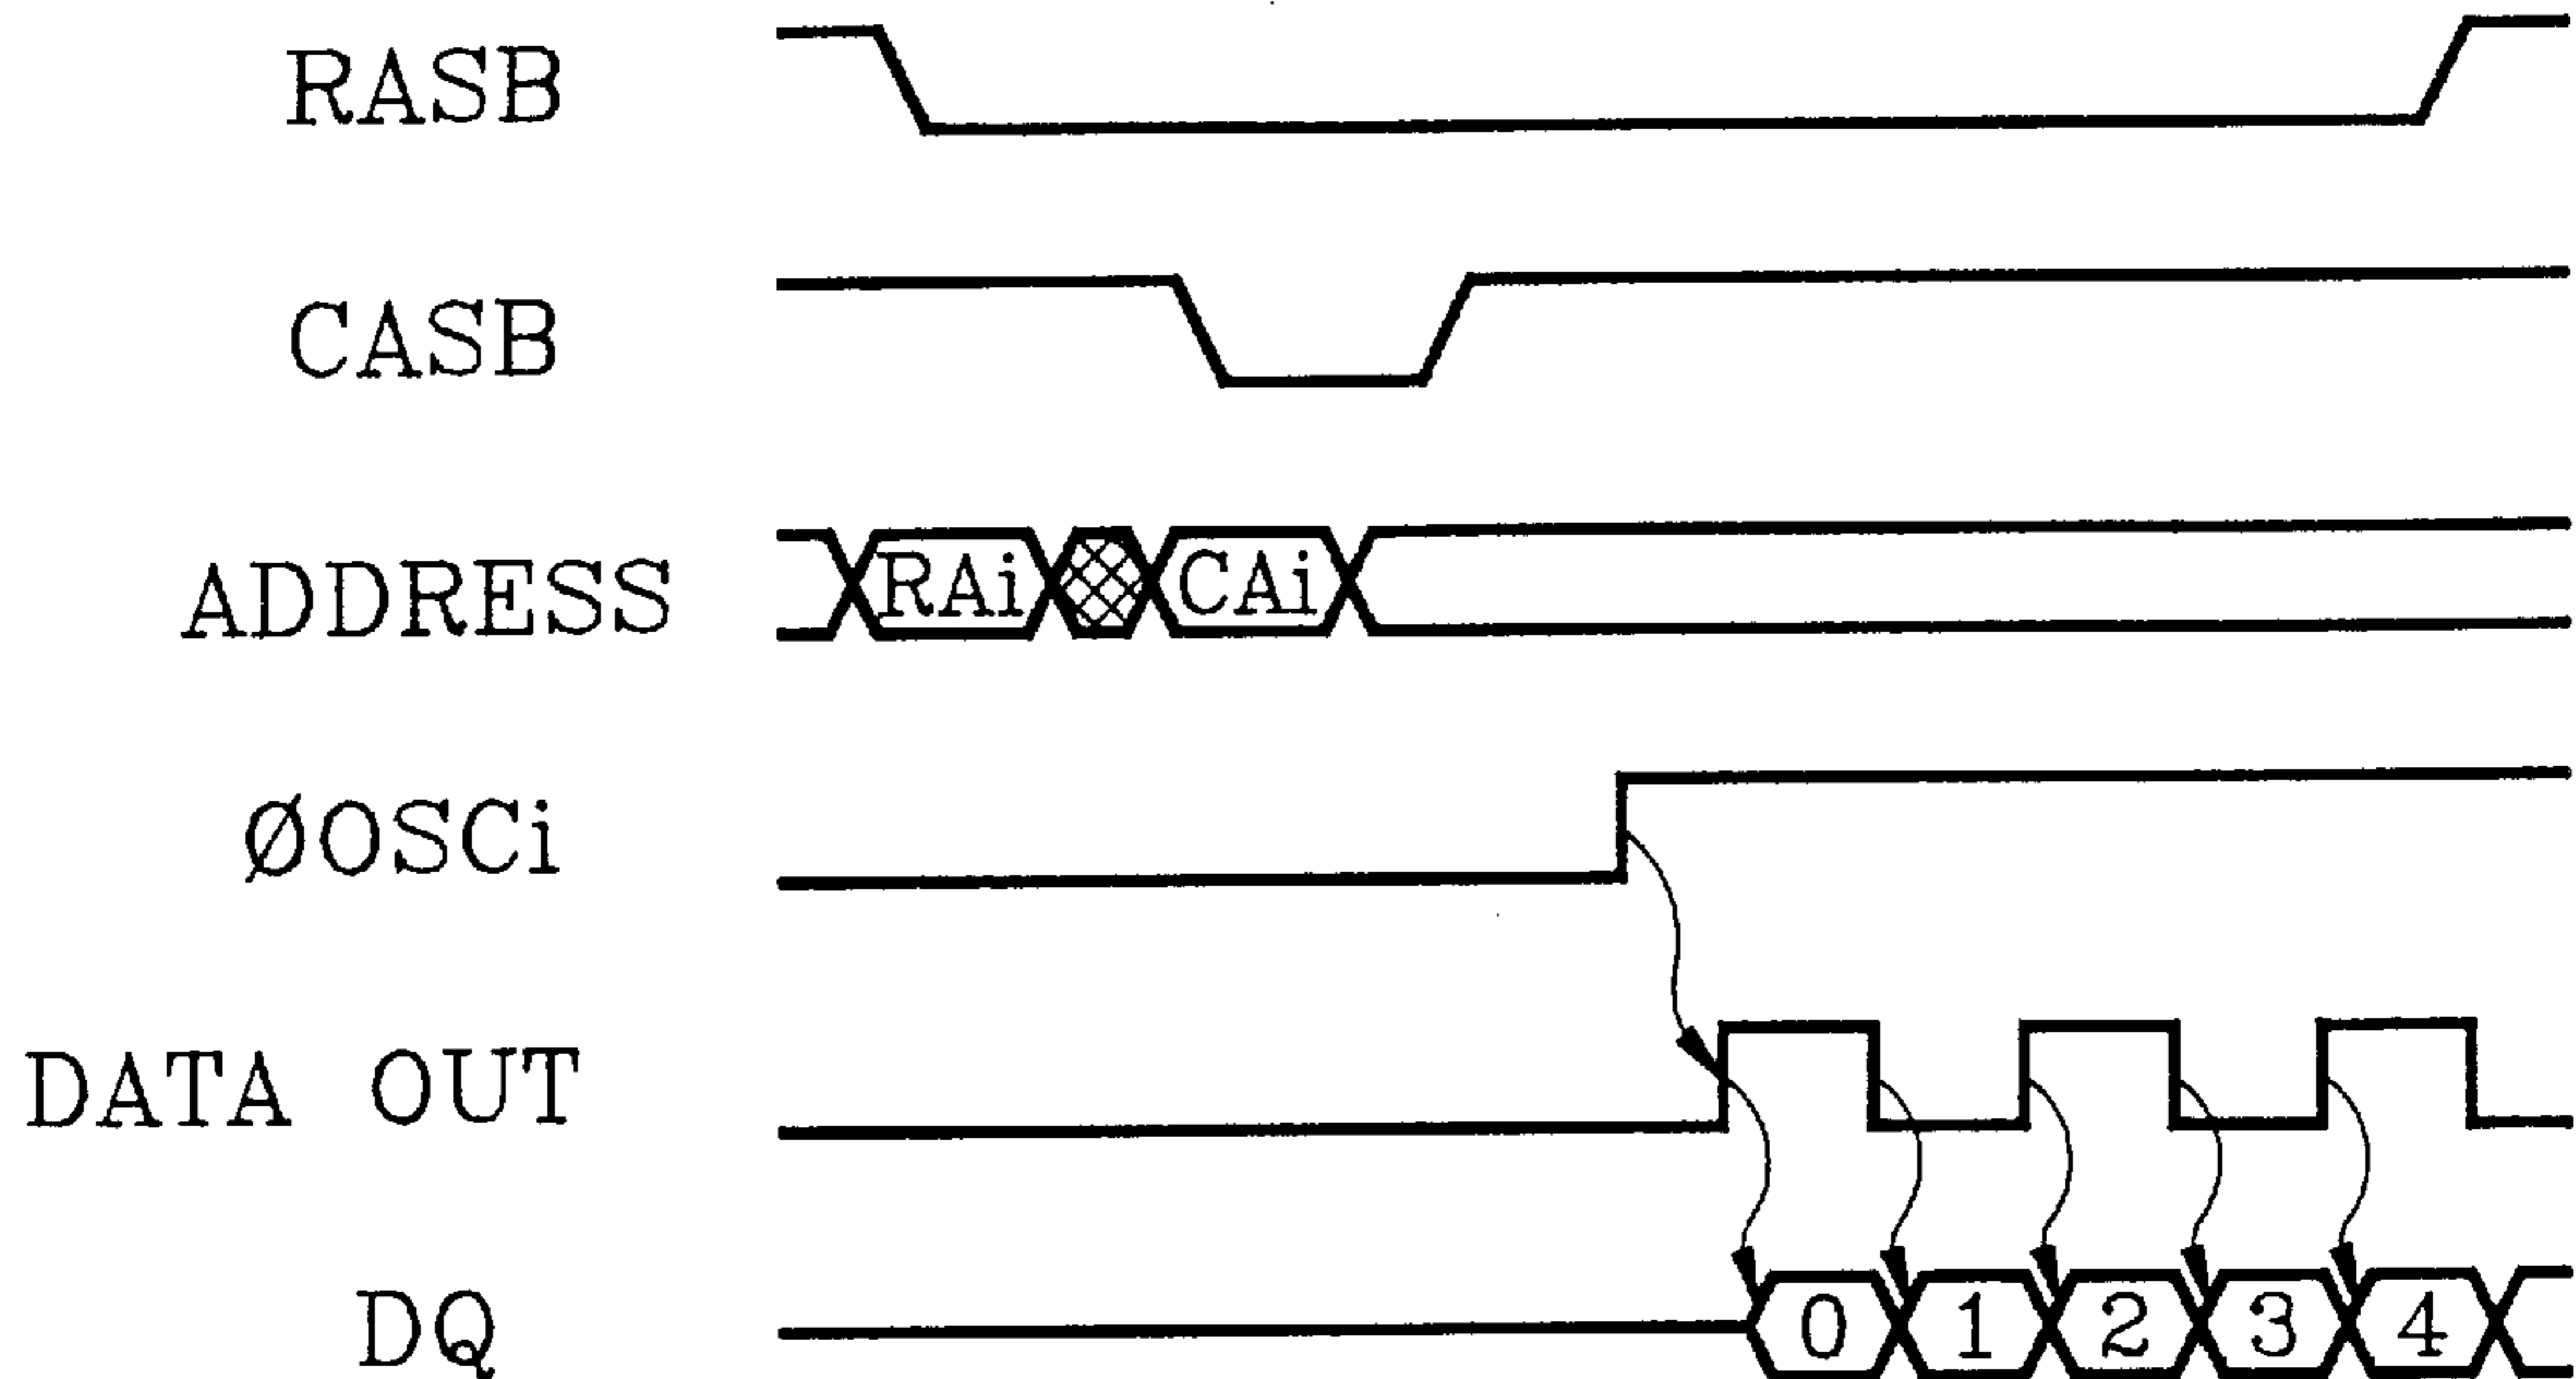 RASB
CASB
ADDRESS RAi CAi
ØOSCi
DATA OUT
DQ 0 1 2 3 4